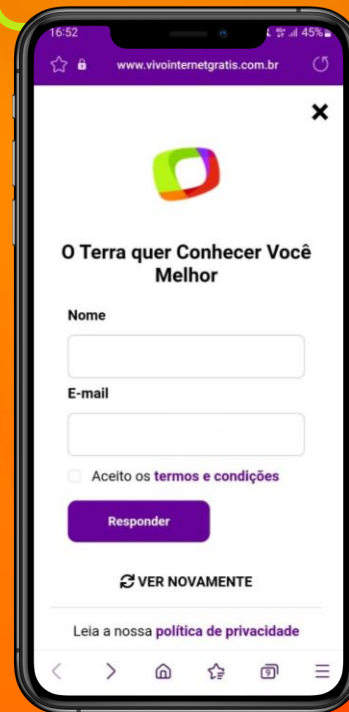 16:52
45%
www.vivointernetgratis.com.br
O Terra quer Conhecer Você
Melhor
Nome
E-mail
Aceito os termos e condições
Responder
VER NOVAMENTE
Leia a nossa política de privacidade
9